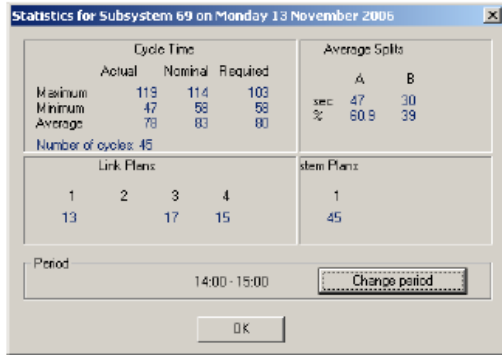 Statistics for Subsystem 69 on Monday 13 November 2006
Cycle Time
Actual Nominal Required
Maximum 119 114 103
Minimum 47 58 58
Average 78 83 80
Number of cycles: 45
Average Splits
A B
sec 47 30
% 60.9 39
Link Plans
1 2 3 4
13 17 15
stem Plans
1
45
Period
14:00 - 15:00
Change period
OK